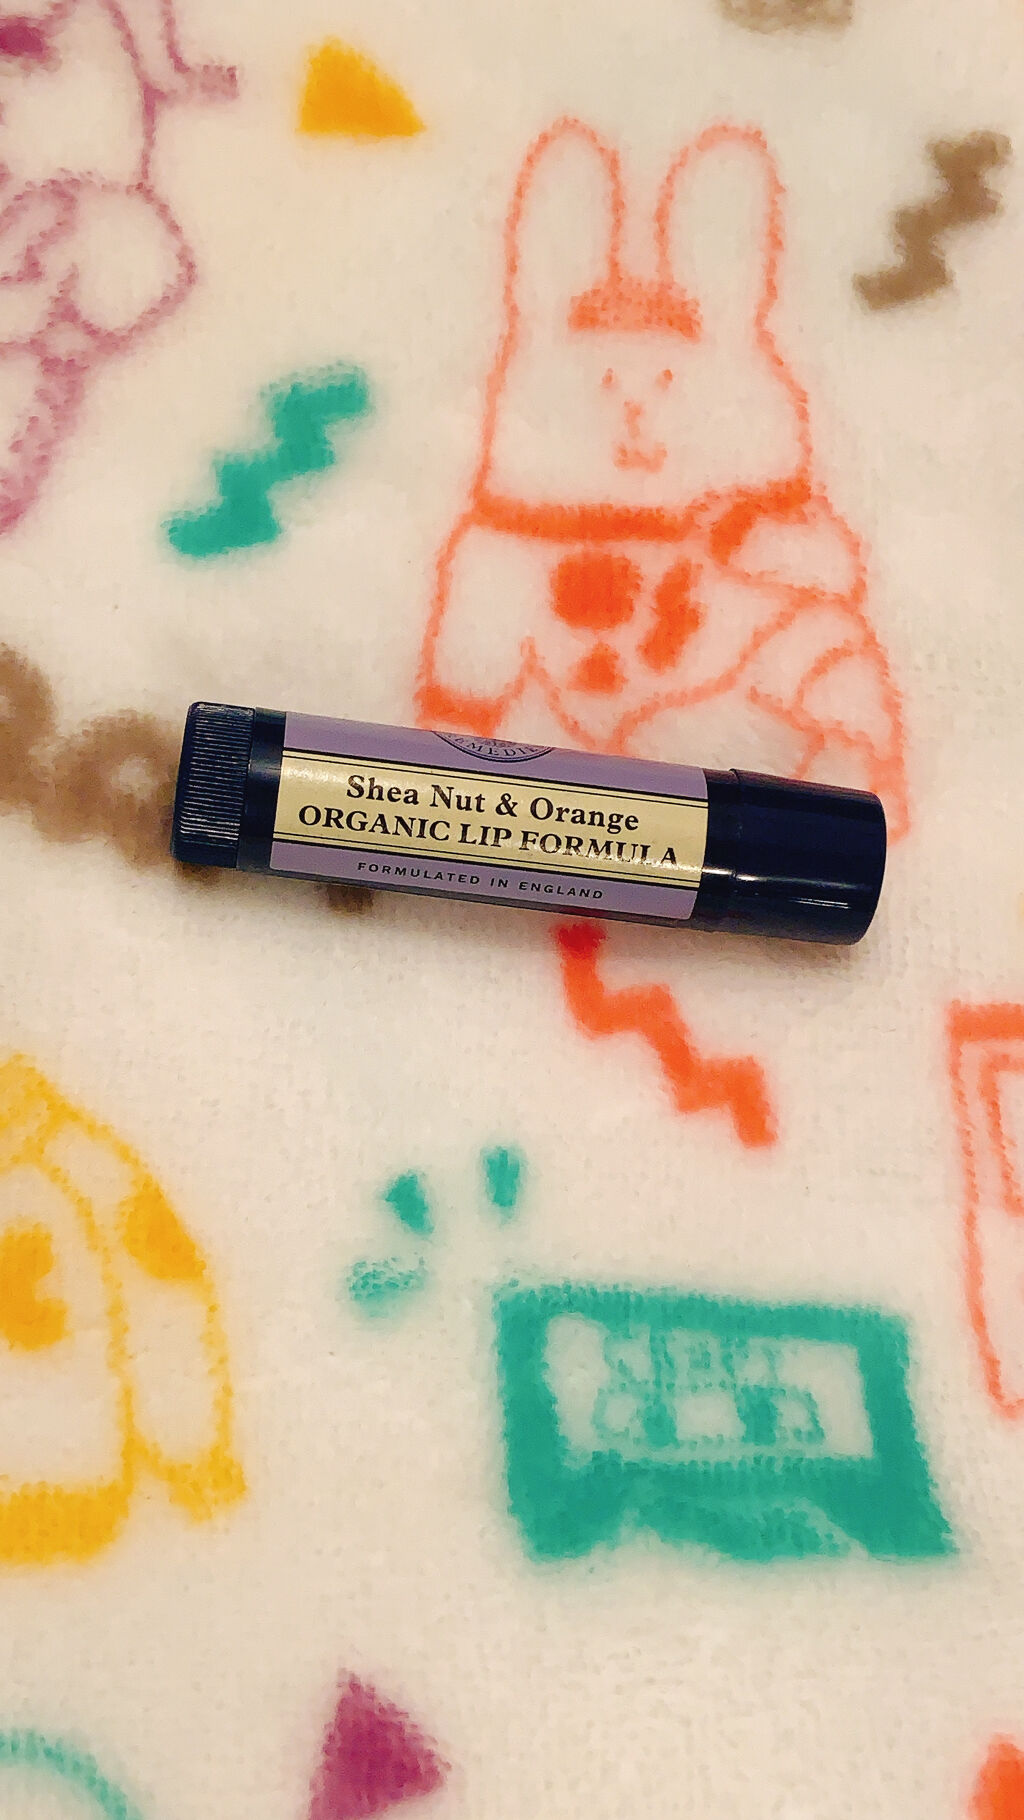 Shea Nut & Orange
ORGANIC LIP FORMULA
FORMULATED IN ENGLAND